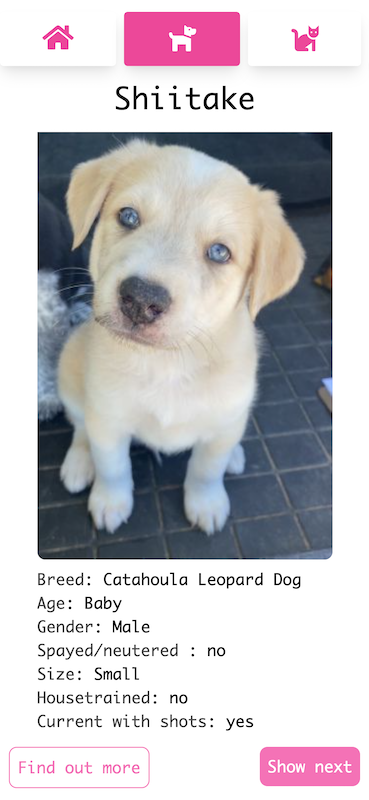 Shiitake
Breed: Catahoula Leopard Dog
Age: Baby
Gender: Male
Spayed/neutered : no
Size: Small
Housetrained: no
Current with shots: yes
Find out more
Show next